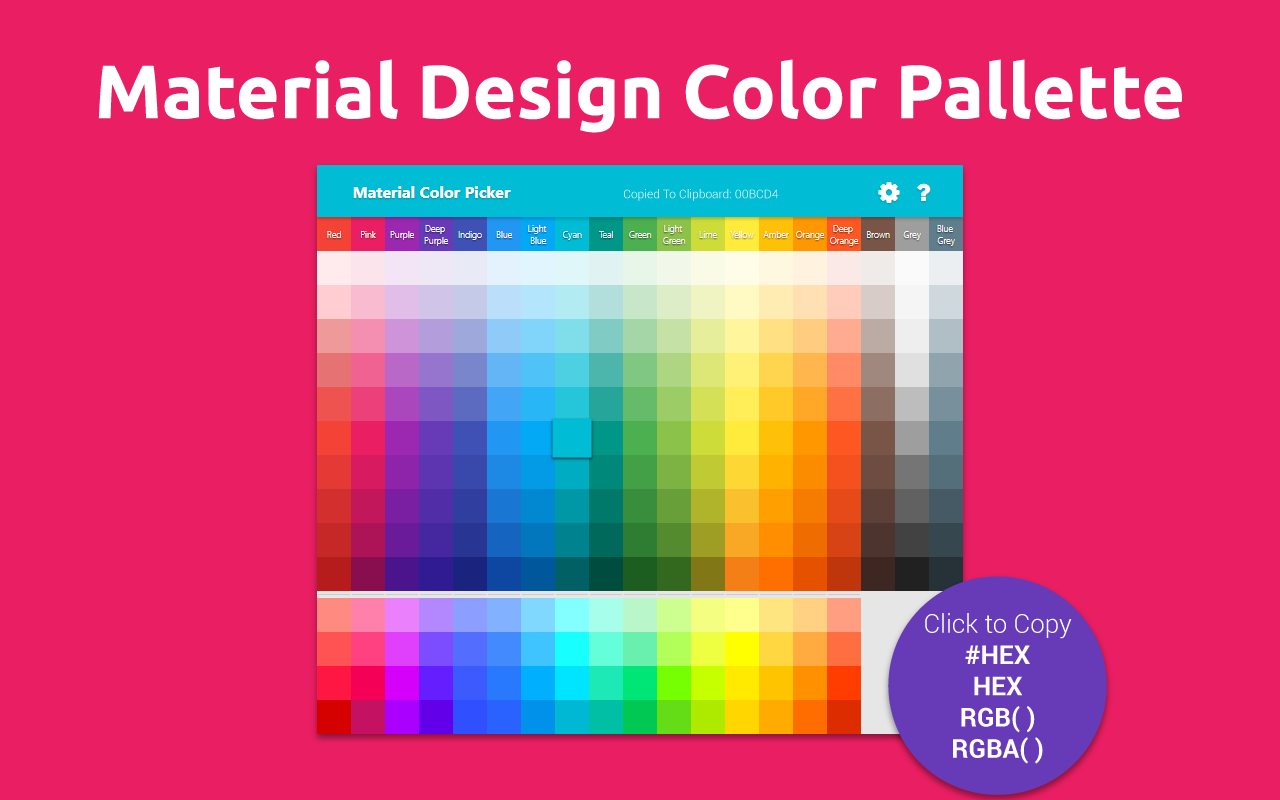 Material Design Color Pallette
Material Color Picker
Copied To Clipboard: 00BCD4
?
Red
Pink
Purple
Deep
Purple
Indigo
Blue
Light
Blue
Cyan
Teal
Green
Light
Green
Lime
Yellow
Amber
Orange
Deep
Orange
Brown
Grey
Blue
Grey
Click to Copy
#HEX
HEX
RGB( )
RGBA( )